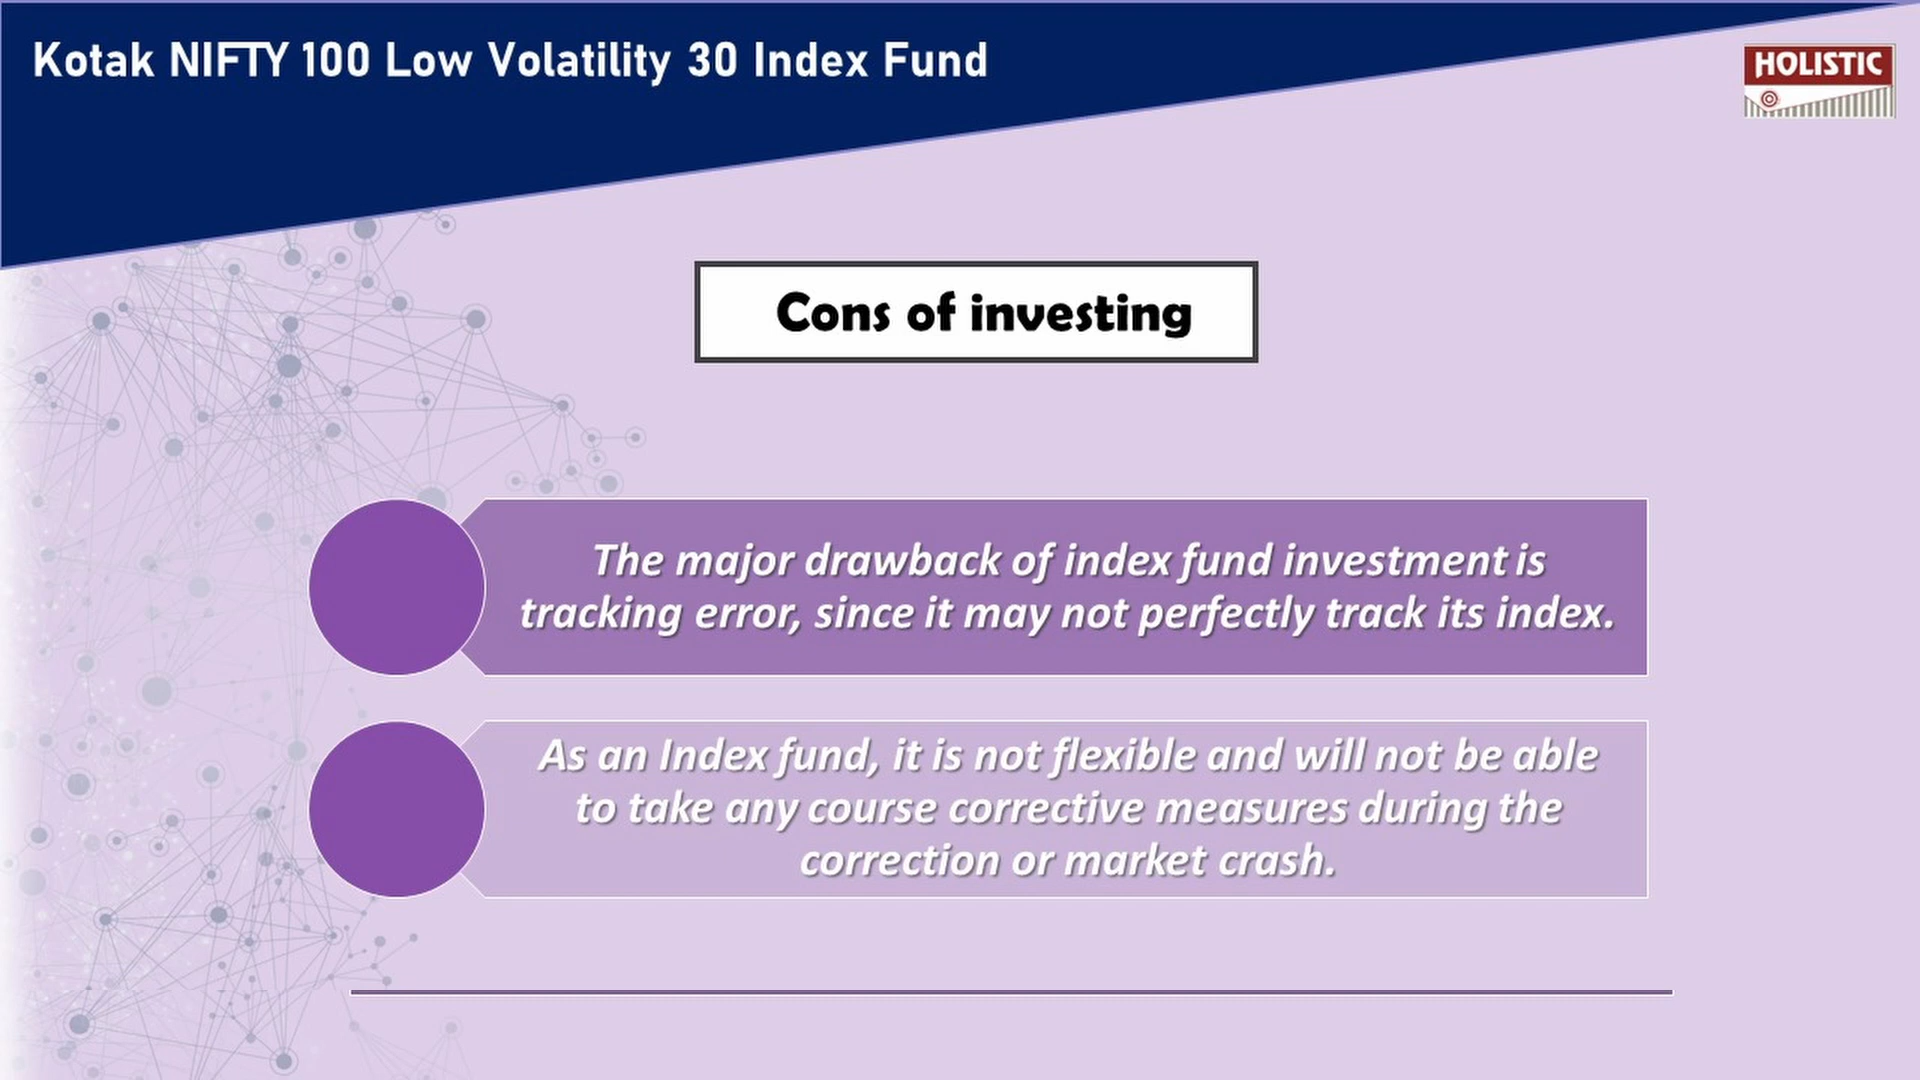 Kotak NIFTY 100 Low Volatility 30 Index Fund
HOLISTIC
Cons of investing
The major drawback of index fund investment is
tracking error, since it may not perfectly track its index.
As an Index fund, it is not flexible and will not be able
to take any course corrective measures during the
correction or market crash.